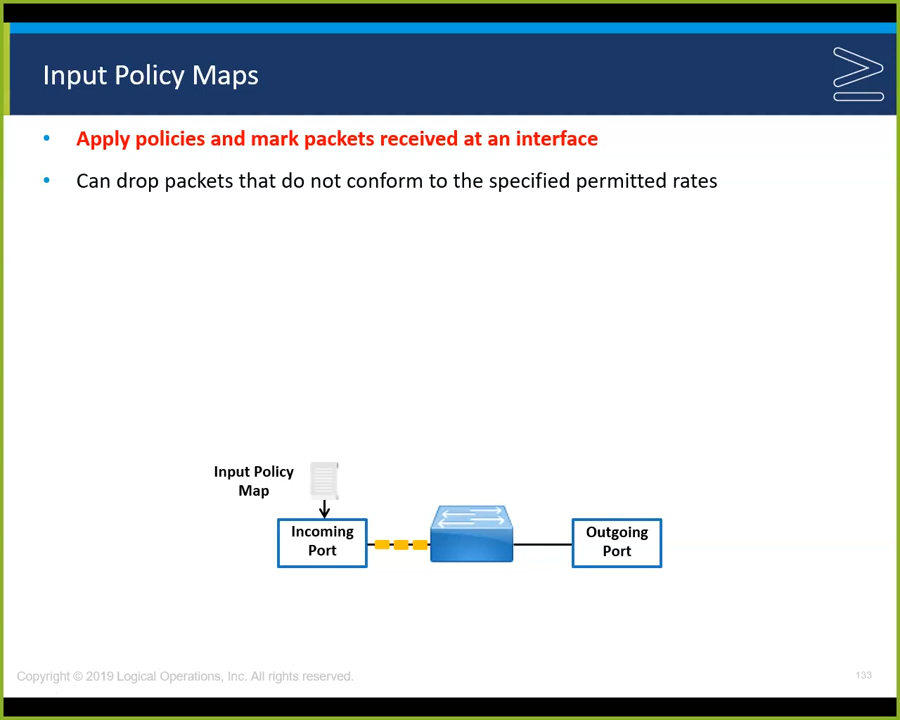 Input Policy Maps
• Apply policies and mark packets received at an interface
• Can drop packets that do not conform to the specified permitted rates
Input Policy
Map
Incoming
Port
Outgoing
Port
Copyright © 2019 Logical Operations, Inc. All rights reserved.
133